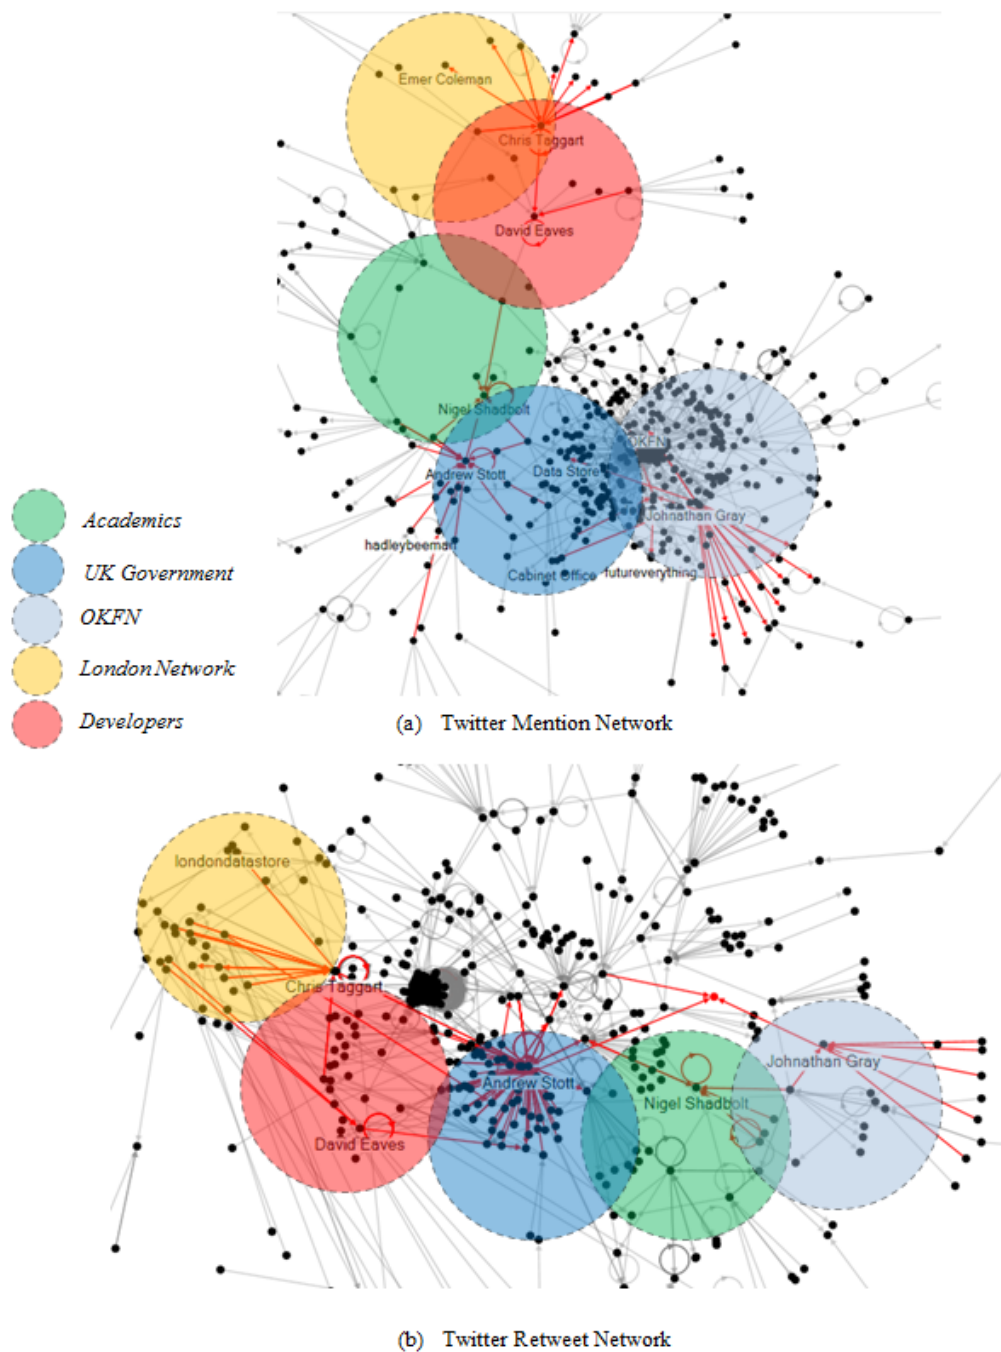 Emer Coleman
Chris Taggart
David Eaves
Nigel Shadbolt
OKFN
Andrew Stott
Data Store
Johnathan Gray
hadleybeeman
Cabinet Office
futureverything
Academics
UK Government
OKFN
London Network
Developers
(a) Twitter Mention Network
londondatastore
Chris Taggart
Andrew Stott
Johnathan Gray
Nigel Shadbolt
David Eaves
(b) Twitter Retweet Network